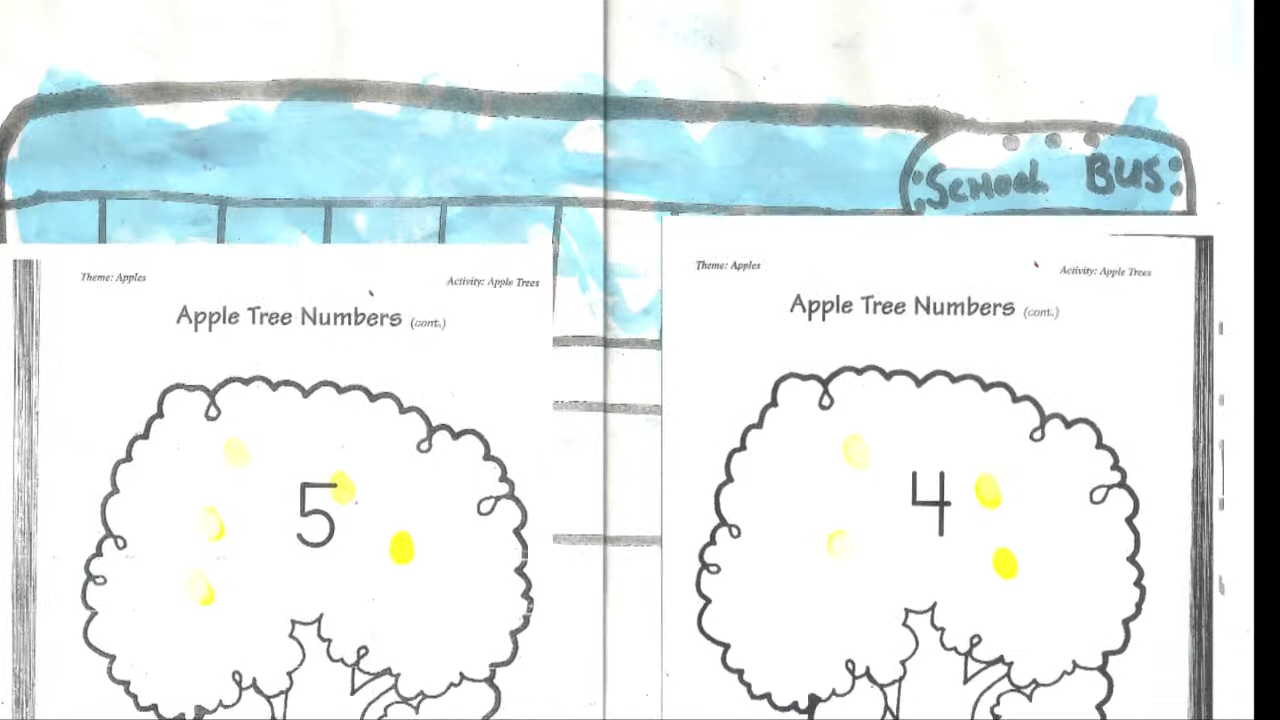 SCHOOL BUS
Theme: Apples
Activity: Apple Trees
Apple Tree Numbers (cont.)
5
Theme: Apples
Activity: Apple Trees
Apple Tree Numbers (cont.)
4